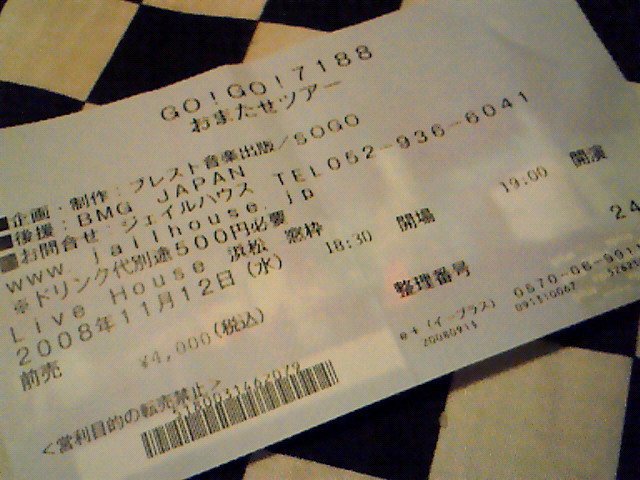 GO!GO!7188
おまたせツアー
■企画・制作:プレスト音楽出版/SOGO
■後援:BMG JAPAN
■お問合せ:ジェイルハウス TEL052-936-6041
www.jailhouse.jp
※ドリンク代別途500円必要
Live House 浜松 窓枠
2008年11月12日(水) 18:30 開場 19:00 開演
前売 ¥4,000(税込) 整理番号 24
e+(イープラス)
20080915
<営利目的の転売禁止>